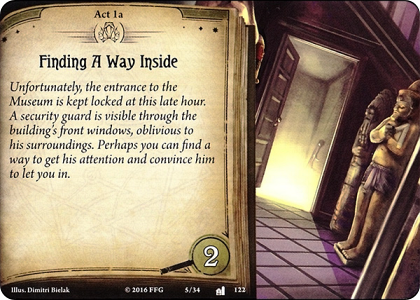 Act 1a
Finding A Way Inside
Unfortunately, the entrance to the
Museum is kept locked at this late hour.
A security guard is visible through the
building's front windows, oblivious to
his surroundings. Perhaps you can find a
way to get his attention and convince him
to let you in.
2
Illus. Dimitri Bielak
© 2016 FFG
5/34
122